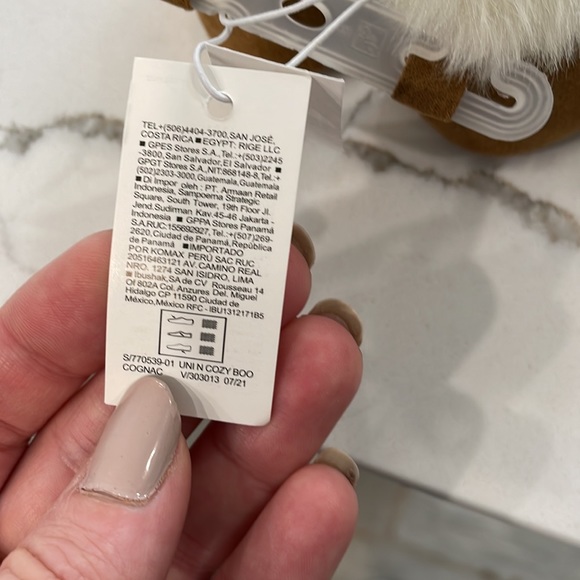 TEL+(506)4404-3700,SAN JOSÉ,
COSTA RICA ■ EGYPT: RIGE LLC
■ GPES Stores S.A., Tel.:+(503)2245
-3800,San Salvador,El Salvador ■
GPGT Stores S.A.,NIT:868148-8,Tel.:+
(502)2303-3000,Guatemala,Guatemala
■ Di Impor oleh : PT. Armaan Retail
Indonesia, Sampoerna Strategic
Square, South Tower, 19th Floor Jl.
Jend.Sudirman Kav.45-46 Jakarta -
Indonesia ■ GPPA Stores Panamá
S.A.RUC:155692927,Tel.:+(507)269-
2620,Ciudad de Panamá,República
de Panamá ■IMPORTADO
POR KOMAX PERÚ SAC RUC
20516463121 AV. CAMINO REAL
NRO. 1274 SAN ISIDRO, LIMA
■ Ibushak,SA de CV Rousseau 14
Of 802A Col. Anzures Del. Miguel
Hidalgo CP 11590 Ciudad de
México,México RFC - IBU1312171B5
S/770539-01 UNI N COZY BOO
COGNAC V/303013 07/21